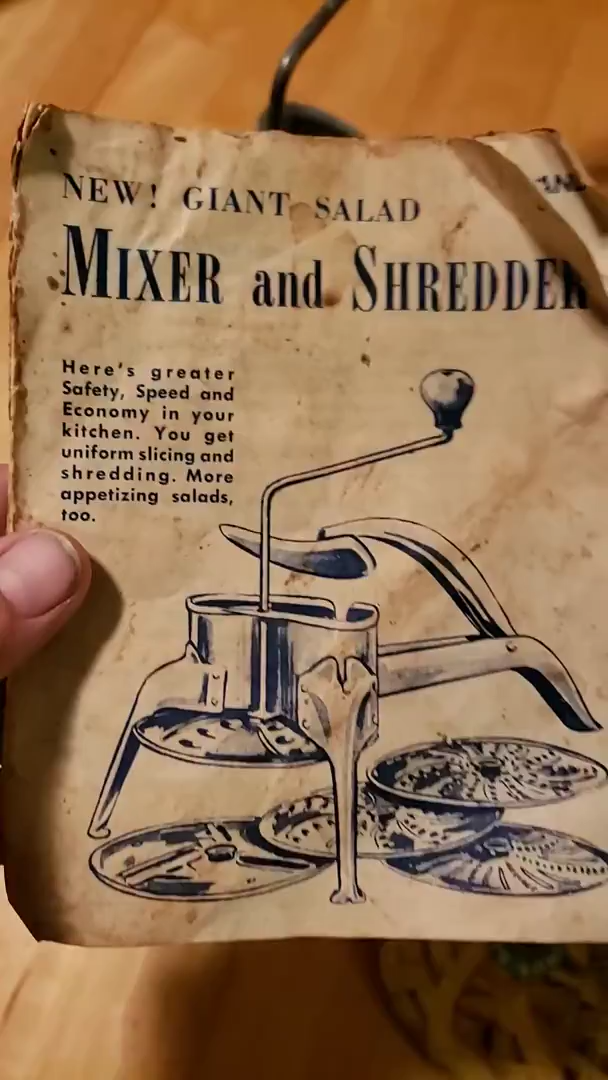 NEW! GIANT SALAD
MIXER and SHREDDER
Here's greater
Safety, Speed and
Economy in your
kitchen. You get
uniform slicing and
shredding. More
appetizing salads,
too.